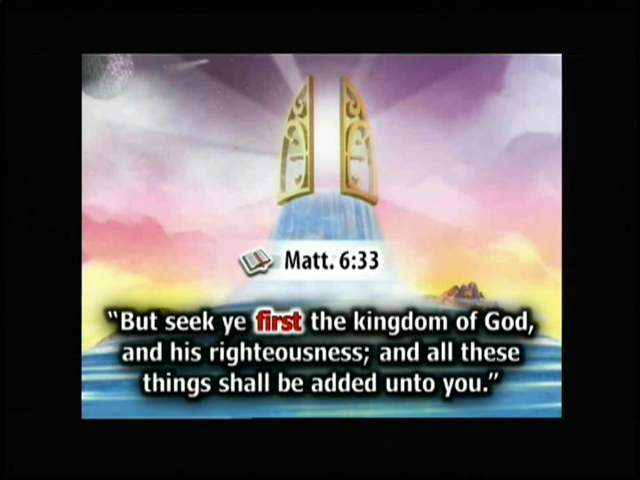 Matt. 6:33
“But seek ye first the kingdom of God,
and his righteousness; and all these
things shall be added unto you.”